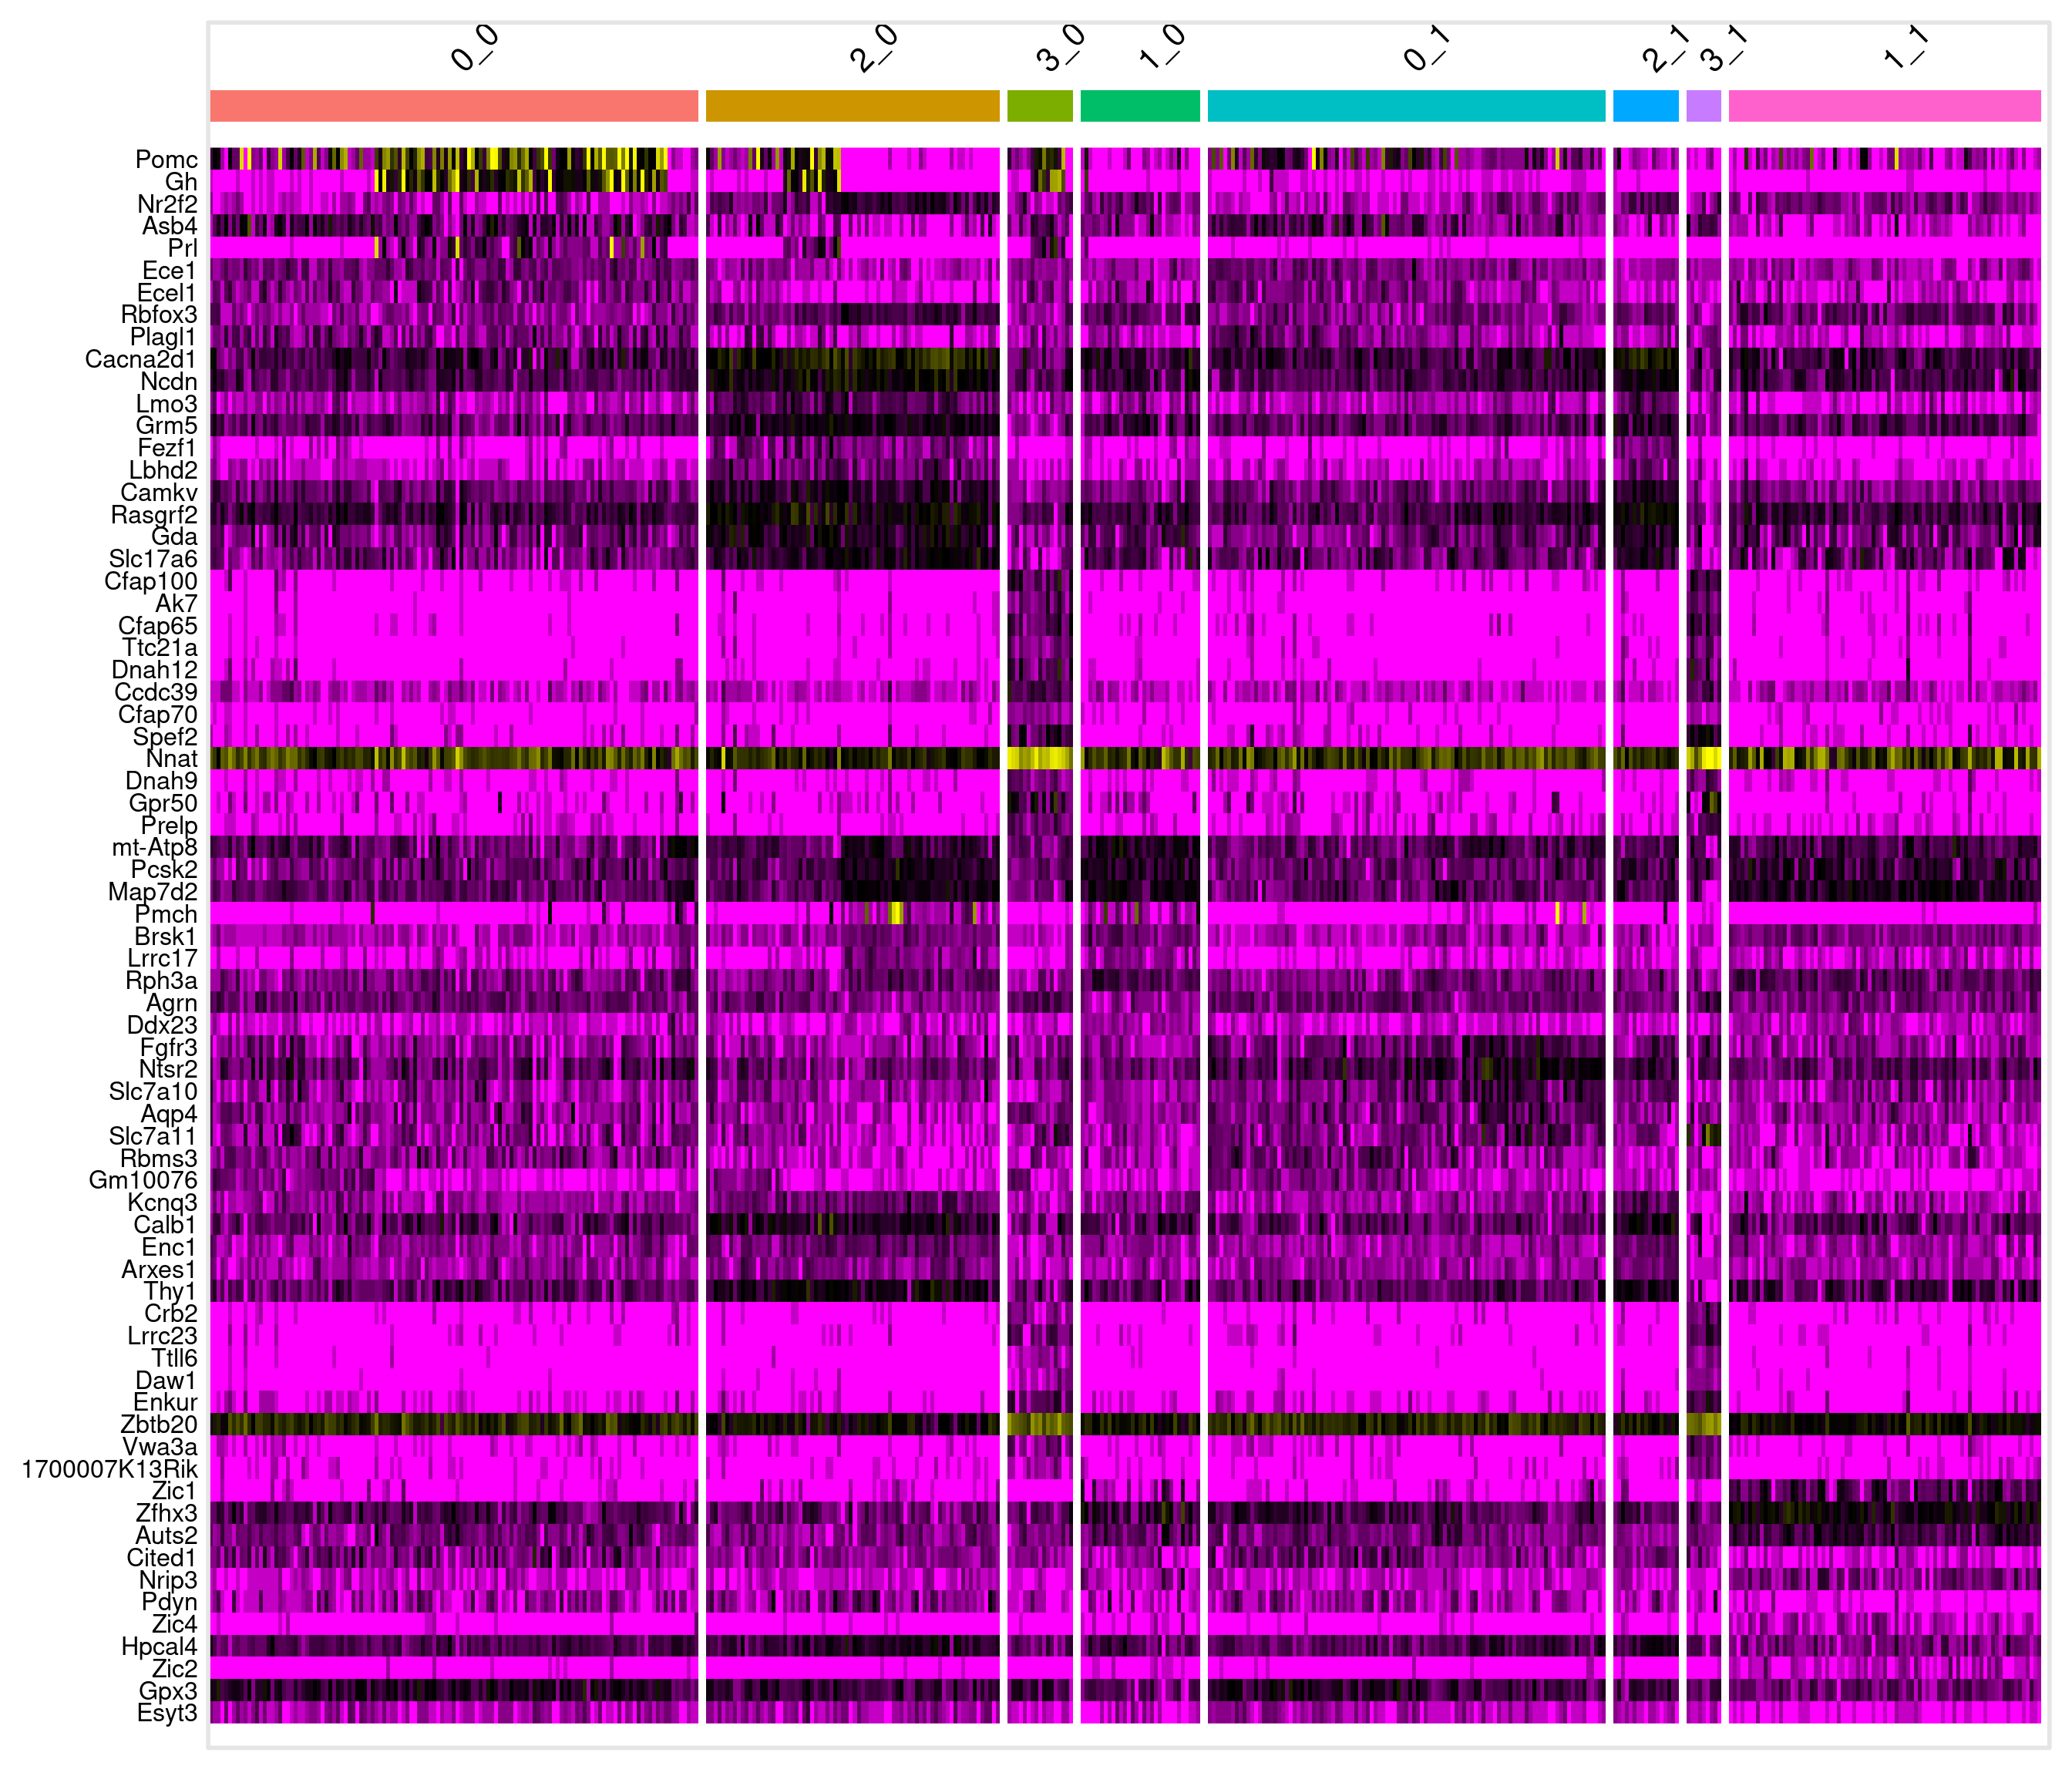 0_0
2_0
3_0
1_0
0_1
2_1
3_1
1_1
Pomc
Gh
Nr2f2
Asb4
Prl
Ece1
Ecel1
Rbfox3
Plagl1
Cacna2d1
Ncdn
Lmo3
Grm5
Fezf1
Lbhd2
Camkv
Rasgrf2
Gda
Slc17a6
Cfap100
Ak7
Cfap65
Ttc21a
Dnah12
Ccdc39
Cfap70
Spef2
Nnat
Dnah9
Gpr50
Prelp
mt-Atp8
Pcsk2
Map7d2
Pmch
Brsk1
Lrrc17
Rph3a
Agrn
Ddx23
Fgfr3
Ntsr2
Slc7a10
Aqp4
Slc7a11
Rbms3
Gm10076
Kcnq3
Calb1
Enc1
Arxes1
Thy1
Crb2
Lrrc23
Ttll6
Daw1
Enkur
Zbtb20
Vwa3a
1700007K13Rik
Zic1
Zfhx3
Auts2
Cited1
Nrip3
Pdyn
Zic4
Hpcal4
Zic2
Gpx3
Esyt3